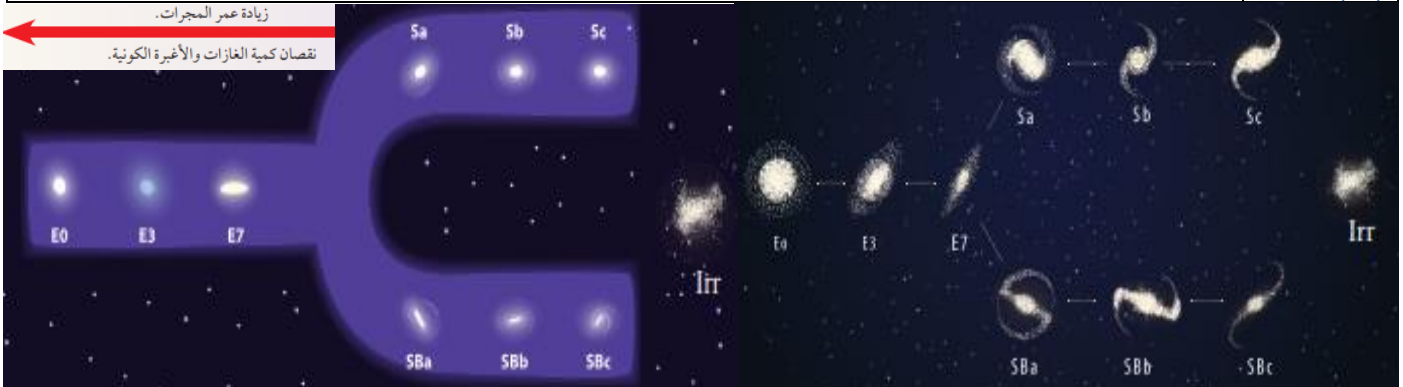 زيادة عمر المجرات.
نقصان كمية الغازات والأغبرة الكونية.
Sa Sb Sc
E0 E3 E7
Irr
SBa SBb SBc
Sa Sb Sc
E0 E3 E7
Irr
SBa SBb SBc